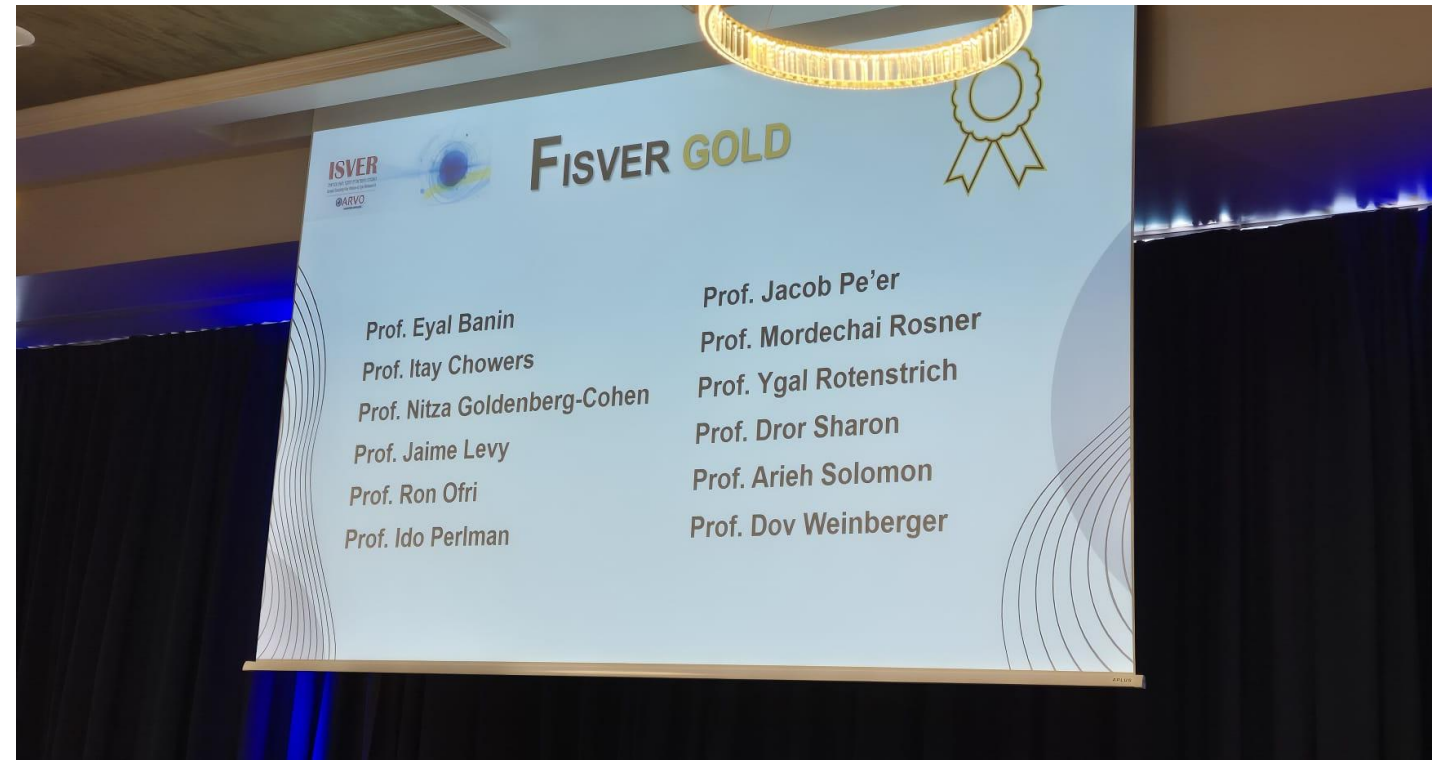 ISVER
ARVO
FISVER GOLD
Prof. Eyal Banin
Prof. Itay Chowers
Prof. Nitza Goldenberg-Cohen
Prof. Jaime Levy
Prof. Ron Ofri
Prof. Ido Perlman
Prof. Jacob Pe’er
Prof. Mordechai Rosner
Prof. Ygal Rotenstrich
Prof. Dror Sharon
Prof. Arieh Solomon
Prof. Dov Weinberger
APLUS